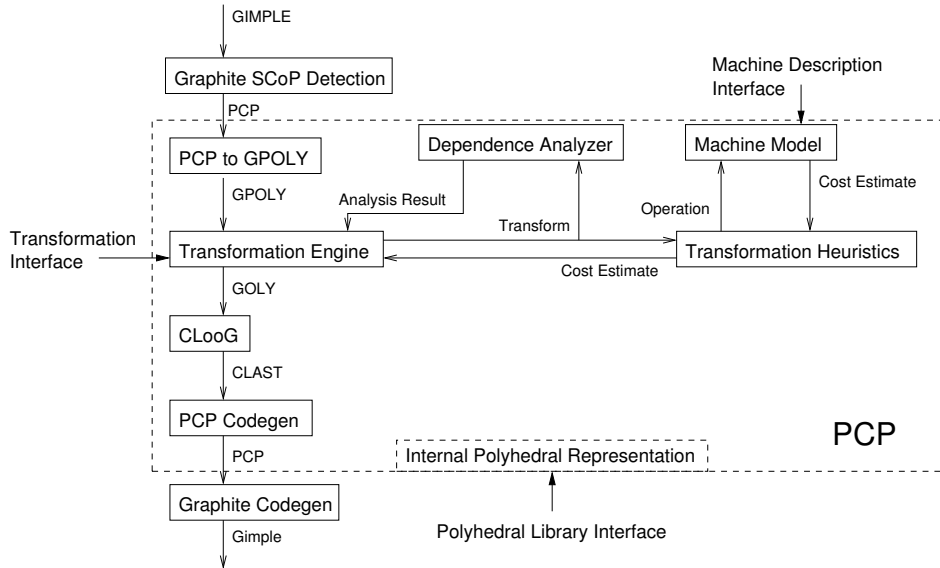 GIMPLE
Graphite SCoP Detection
Machine Description
Interface
PCP
PCP to GPOLY
Dependence Analyzer
Machine Model
GPOLY
Analysis Result
Cost Estimate
Operation
Transform
Transformation
Interface
Transformation Engine
Transformation Heuristics
Cost Estimate
GOLY
CLooG
CLAST
PCP Codegen
PCP
PCP
Internal Polyhedral Representation
Graphite Codegen
Polyhedral Library Interface
Gimple